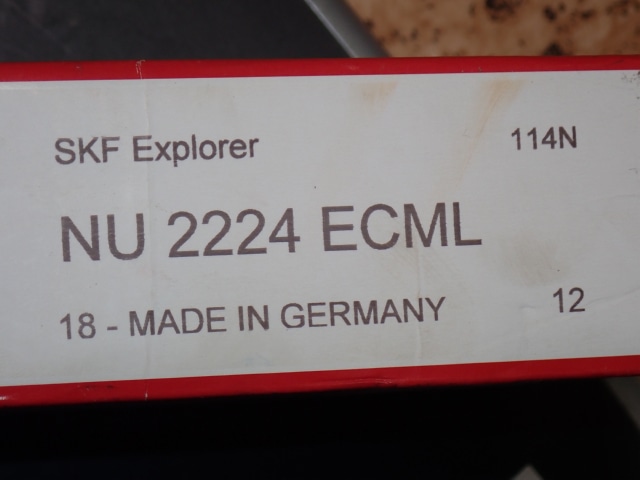 SKF Explorer 114N
NU 2224 ECML
18 - MADE IN GERMANY 12